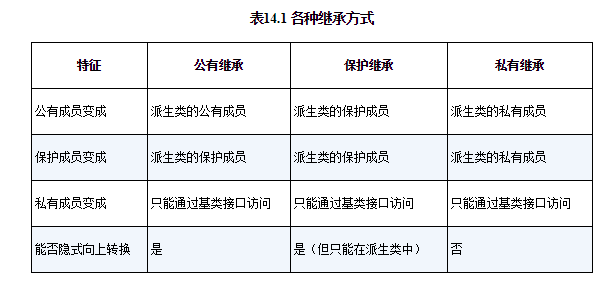 表14.1 各种继承方式
特征 公有继承 保护继承 私有继承
公有成员变成 派生类的公有成员 派生类的保护成员 派生类的私有成员
保护成员变成 派生类的保护成员 派生类的保护成员 派生类的私有成员
私有成员变成 只能通过基类接口访问 只能通过基类接口访问 只能通过基类接口访问
能否隐式向上转换 是 是（但只能在派生类中） 否